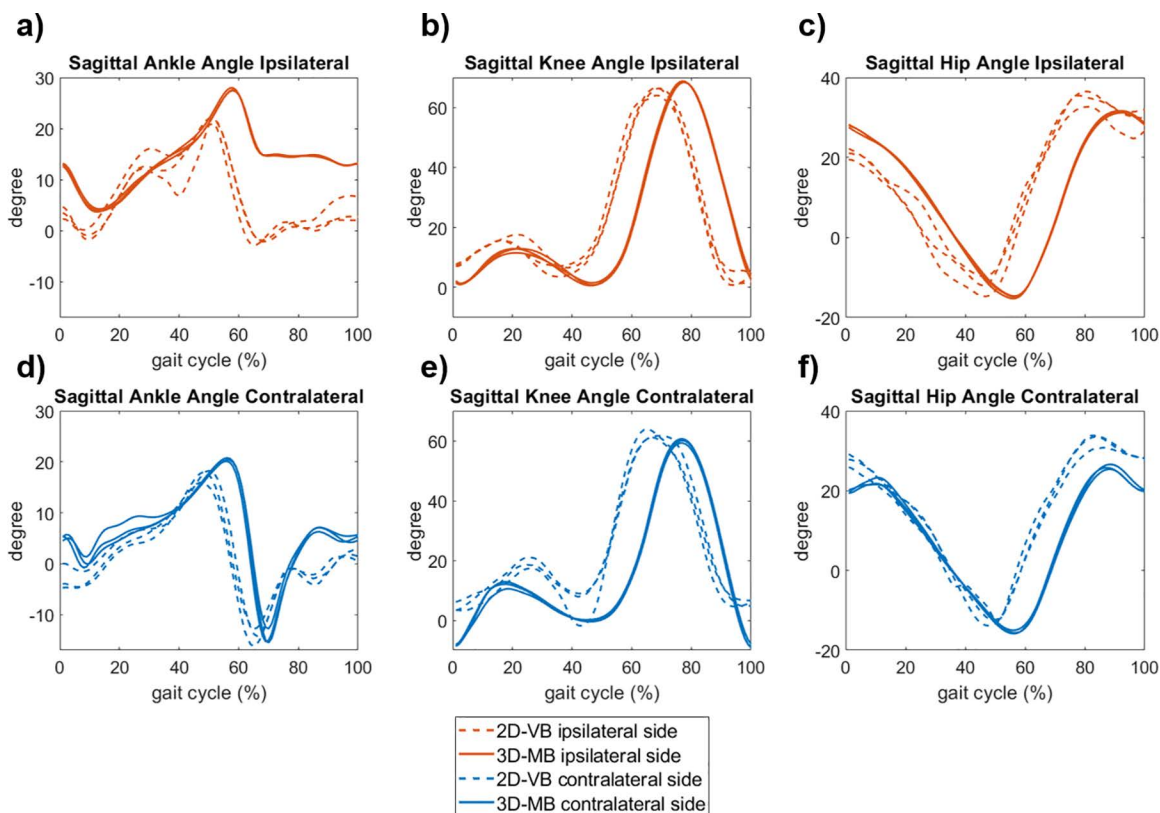 a)
b)
c)
Sagittal Ankle Angle Ipsilateral
Sagittal Knee Angle Ipsilateral
Sagittal Hip Angle Ipsilateral
degree
30
20
10
0
-10
0 20 40 60 80 100
gait cycle (%)
degree
60
40
20
0
0 20 40 60 80 100
gait cycle (%)
degree
40
20
0
-20
0 20 40 60 80 100
gait cycle (%)
d)
e)
f)
Sagittal Ankle Angle Contralateral
Sagittal Knee Angle Contralateral
Sagittal Hip Angle Contralateral
degree
30
20
10
0
-10
0 20 40 60 80 100
gait cycle (%)
degree
60
40
20
0
0 20 40 60 80 100
gait cycle (%)
degree
40
20
0
-20
0 20 40 60 80 100
gait cycle (%)
2D-VB ipsilateral side
3D-MB ipsilateral side
2D-VB contralateral side
3D-MB contralateral side